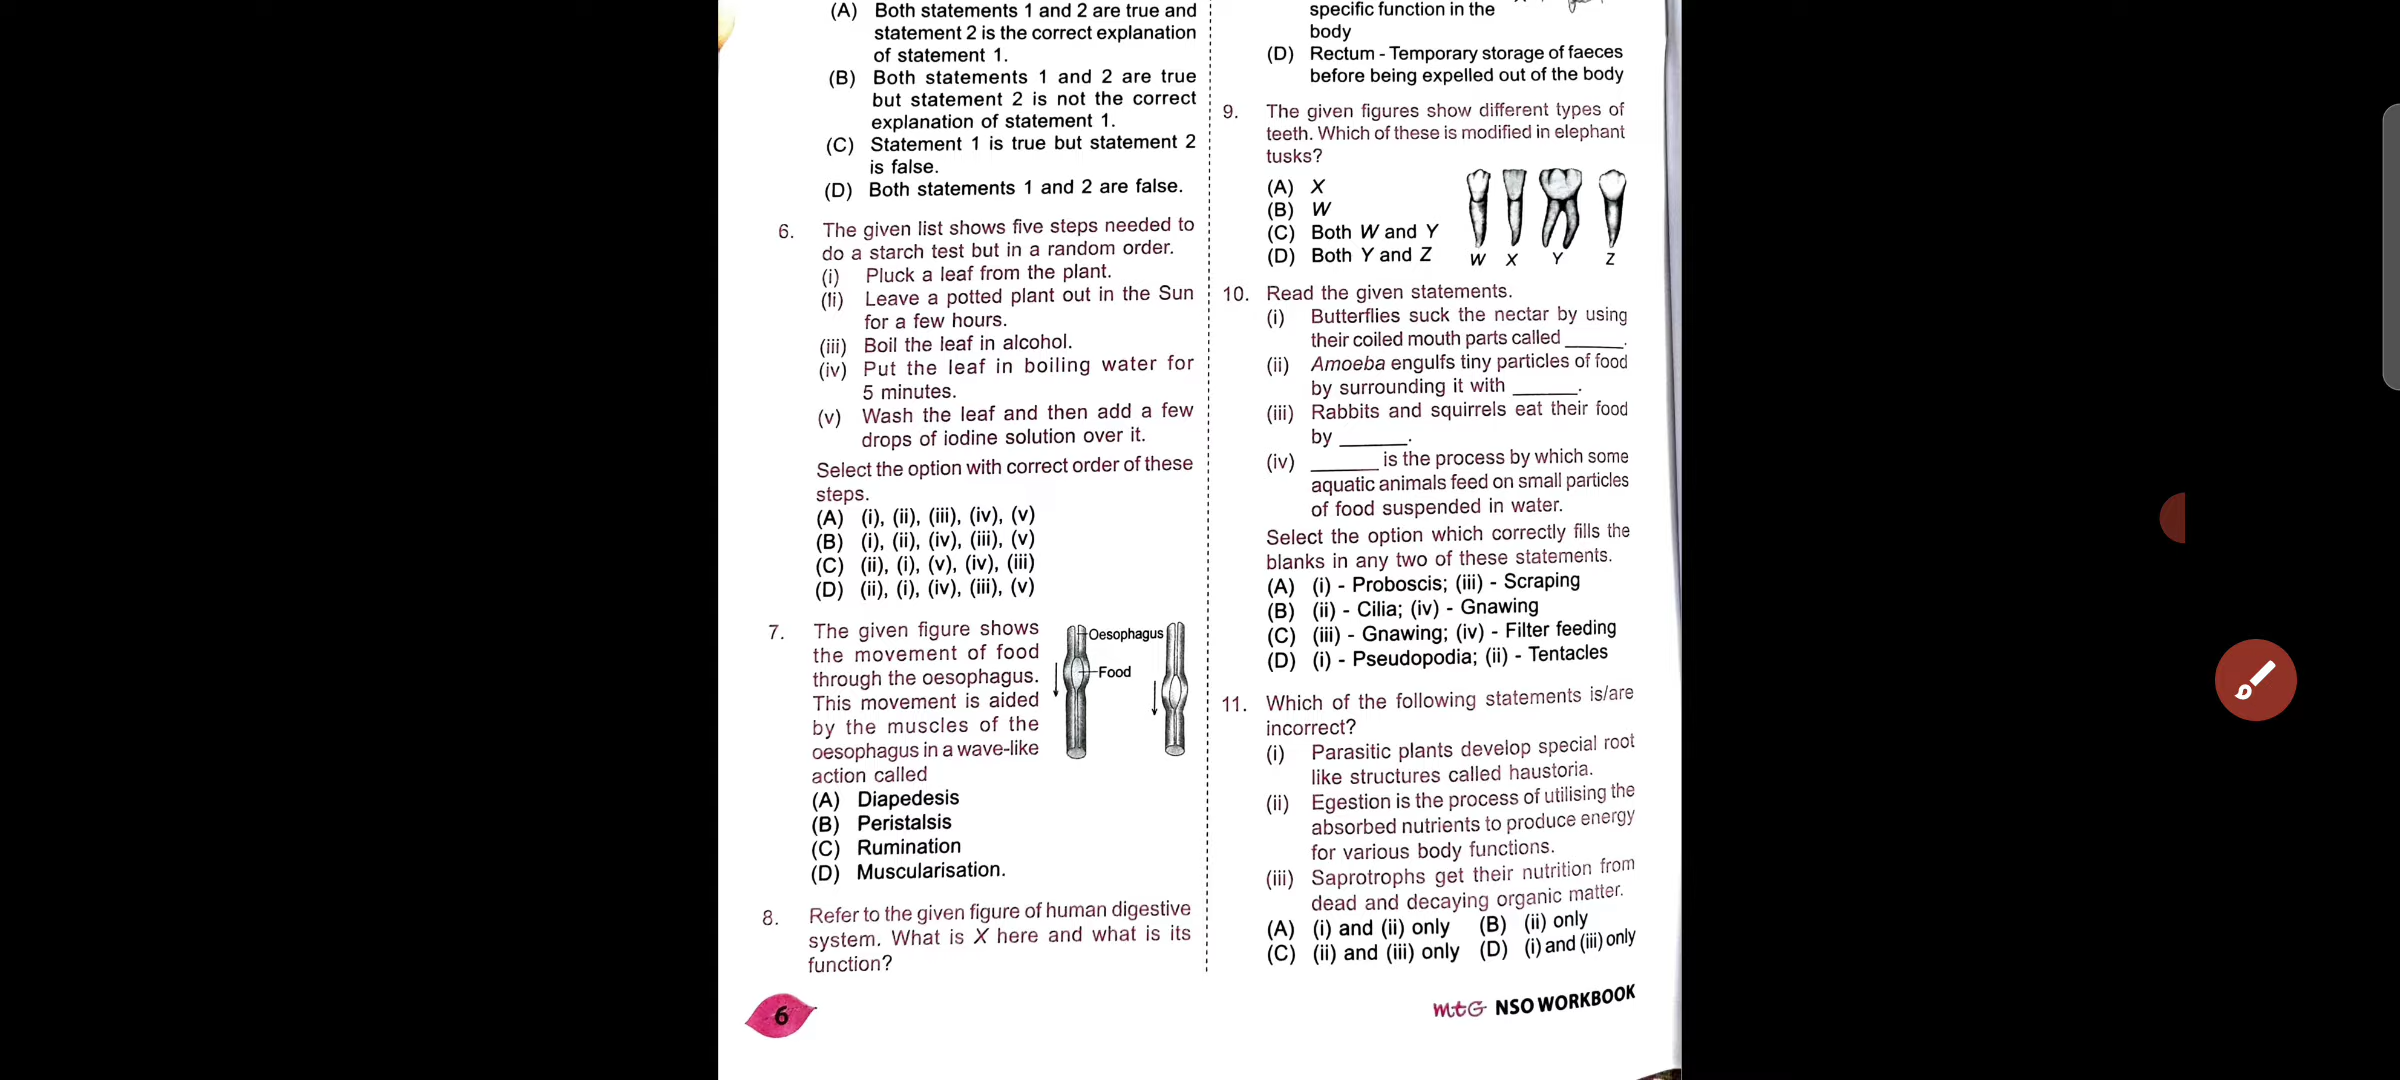 (A) Both statements 1 and 2 are true and
statement 2 is the correct explanation
of statement 1.
(B) Both statements 1 and 2 are true
but statement 2 is not the correct
explanation of statement 1.
(C) Statement 1 is true but statement 2
is false.
(D) Both statements 1 and 2 are false.
6. The given list shows five steps needed to
do a starch test but in a random order.
(i) Pluck a leaf from the plant.
(ii) Leave a potted plant out in the Sun
for a few hours.
(iii) Boil the leaf in alcohol.
(iv) Put the leaf in boiling water for
5 minutes.
(v) Wash the leaf and then add a few
drops of iodine solution over it.
Select the option with correct order of these
steps.
(A) (i), (ii), (iii), (iv), (v)
(B) (i), (ii), (iv), (iii), (v)
(C) (ii), (i), (v), (iv), (iii)
(D) (ii), (i), (iv), (iii), (v)
7. The given figure shows
the movement of food
through the oesophagus.
This movement is aided
by the muscles of the
oesophagus in a wave-like
action called
Oesophagus
Food
(A) Diapedesis
(B) Peristalsis
(C) Rumination
(D) Muscularisation.
8. Refer to the given figure of human digestive
system. What is X here and what is its
function?
6
specific function in the
body
(D) Rectum - Temporary storage of faeces
before being expelled out of the body
9. The given figures show different types of
teeth. Which of these is modified in elephant
tusks?
(A) X
(B) W
(C) Both W and Y
(D) Both Y and Z
W X Y Z
10. Read the given statements.
(i) Butterflies suck the nectar by using
their coiled mouth parts called ______.
(ii) Amoeba engulfs tiny particles of food
by surrounding it with ______.
(iii) Rabbits and squirrels eat their food
by ______.
(iv) ______ is the process by which some
aquatic animals feed on small particles
of food suspended in water.
Select the option which correctly fills the
blanks in any two of these statements.
(A) (i) - Proboscis; (iii) - Scraping
(B) (ii) - Cilia; (iv) - Gnawing
(C) (iii) - Gnawing; (iv) - Filter feeding
(D) (i) - Pseudopodia; (ii) - Tentacles
11. Which of the following statements is/are
incorrect?
(i) Parasitic plants develop special root
like structures called haustoria.
(ii) Egestion is the process of utilising the
absorbed nutrients to produce energy
for various body functions.
(iii) Saprotrophs get their nutrition from
dead and decaying organic matter.
(A) (i) and (ii) only (B) (ii) only
(C) (ii) and (iii) only (D) (i) and (iii) only
mtG NSO WORKBOOK